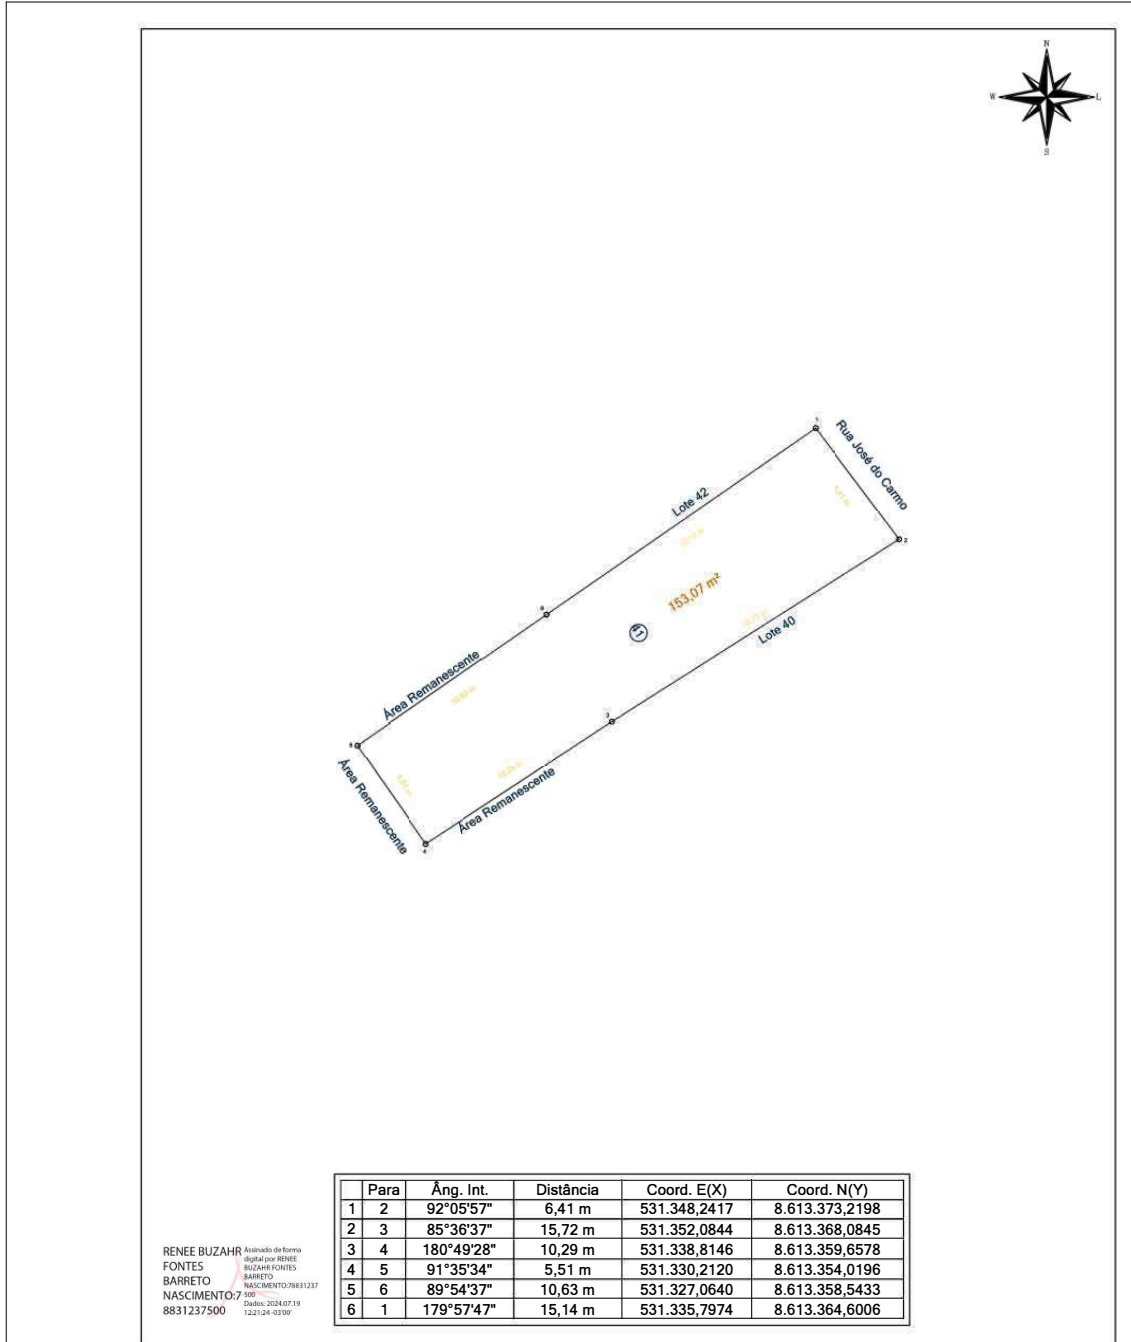 N
W L
S
1
Rua José do Carmo
Lote 42
2
153,07 m²
41
Lote 40
6
Área Remanescente
3
5
Área Remanescente
Área Remanescente
4
Para Âng. Int. Distância Coord. E(X) Coord. N(Y)
1 2 92°05'57" 6,41 m 531.348,2417 8.613.373,2198
2 3 85°36'37" 15,72 m 531.352,0844 8.613.368,0845
3 4 180°49'28" 10,29 m 531.338,8146 8.613.359,6578
4 5 91°35'34" 5,51 m 531.330,2120 8.613.354,0196
5 6 89°54'37" 10,63 m 531.327,0640 8.613.358,5433
6 1 179°57'47" 15,14 m 531.335,7974 8.613.364,6006
RENEE BUZAHR
FONTES
BARRETO
NASCIMENTO:7
8831237500
Assinado de forma
digital por RENEE
BUZAHR FONTES
BARRETO
NASCIMENTO:78831237
500
Dados: 2024.07.19
12:21:24 -03'00'